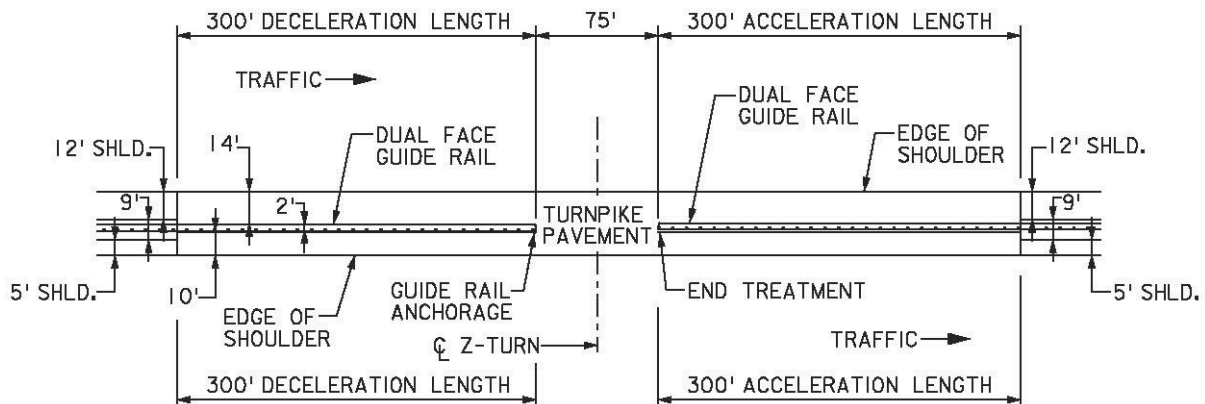 300' DECELERATION LENGTH
75'
300' ACCELERATION LENGTH
TRAFFIC
DUAL FACE
GUIDE RAIL
DUAL FACE
GUIDE RAIL
EDGE OF
SHOULDER
12' SHLD.
14'
12' SHLD.
9'
2'
TURNPIKE
PAVEMENT
9'
5' SHLD.
10'
GUIDE RAIL
ANCHORAGE
END TREATMENT
5' SHLD.
EDGE OF
SHOULDER
℄ Z-TURN
TRAFFIC
300' DECELERATION LENGTH
300' ACCELERATION LENGTH